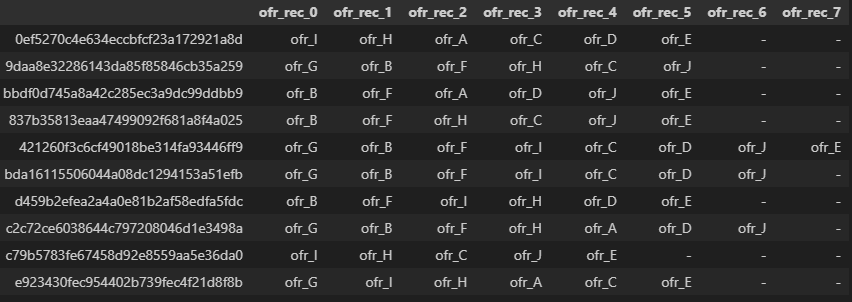 ofr_rec_0 ofr_rec_1 ofr_rec_2 ofr_rec_3 ofr_rec_4 ofr_rec_5 ofr_rec_6 ofr_rec_7
0ef5270c4e634eccbfcf23a172921a8d ofr_I ofr_H ofr_A ofr_C ofr_D ofr_E - -
9daa8e32286143da85f85846cb35a259 ofr_G ofr_B ofr_F ofr_H ofr_C ofr_J - -
bbdf0d745a8a42c285ec3a9dc99ddbb9 ofr_B ofr_F ofr_A ofr_D ofr_J ofr_E - -
837b35813eaa47499092f681a8f4a025 ofr_B ofr_F ofr_H ofr_C ofr_J ofr_E - -
421260f3c6cf49018be314fa93446ff9 ofr_G ofr_B ofr_F ofr_I ofr_C ofr_D ofr_J ofr_E
bda16115506044a08dc1294153a51efb ofr_G ofr_B ofr_F ofr_I ofr_C ofr_D ofr_J -
d459b2efea2a4a0e81b2af58edfa5fdc ofr_B ofr_F ofr_I ofr_H ofr_D ofr_E - -
c2c72ce6038644c797208046d1e3498a ofr_G ofr_B ofr_F ofr_H ofr_A ofr_D ofr_J -
c79b5783fe67458d92e8559aa5e36da0 ofr_I ofr_H ofr_C ofr_J ofr_E - - -
e923430fec954402b739fec4f21d8f8b ofr_G ofr_I ofr_H ofr_A ofr_C ofr_E - -